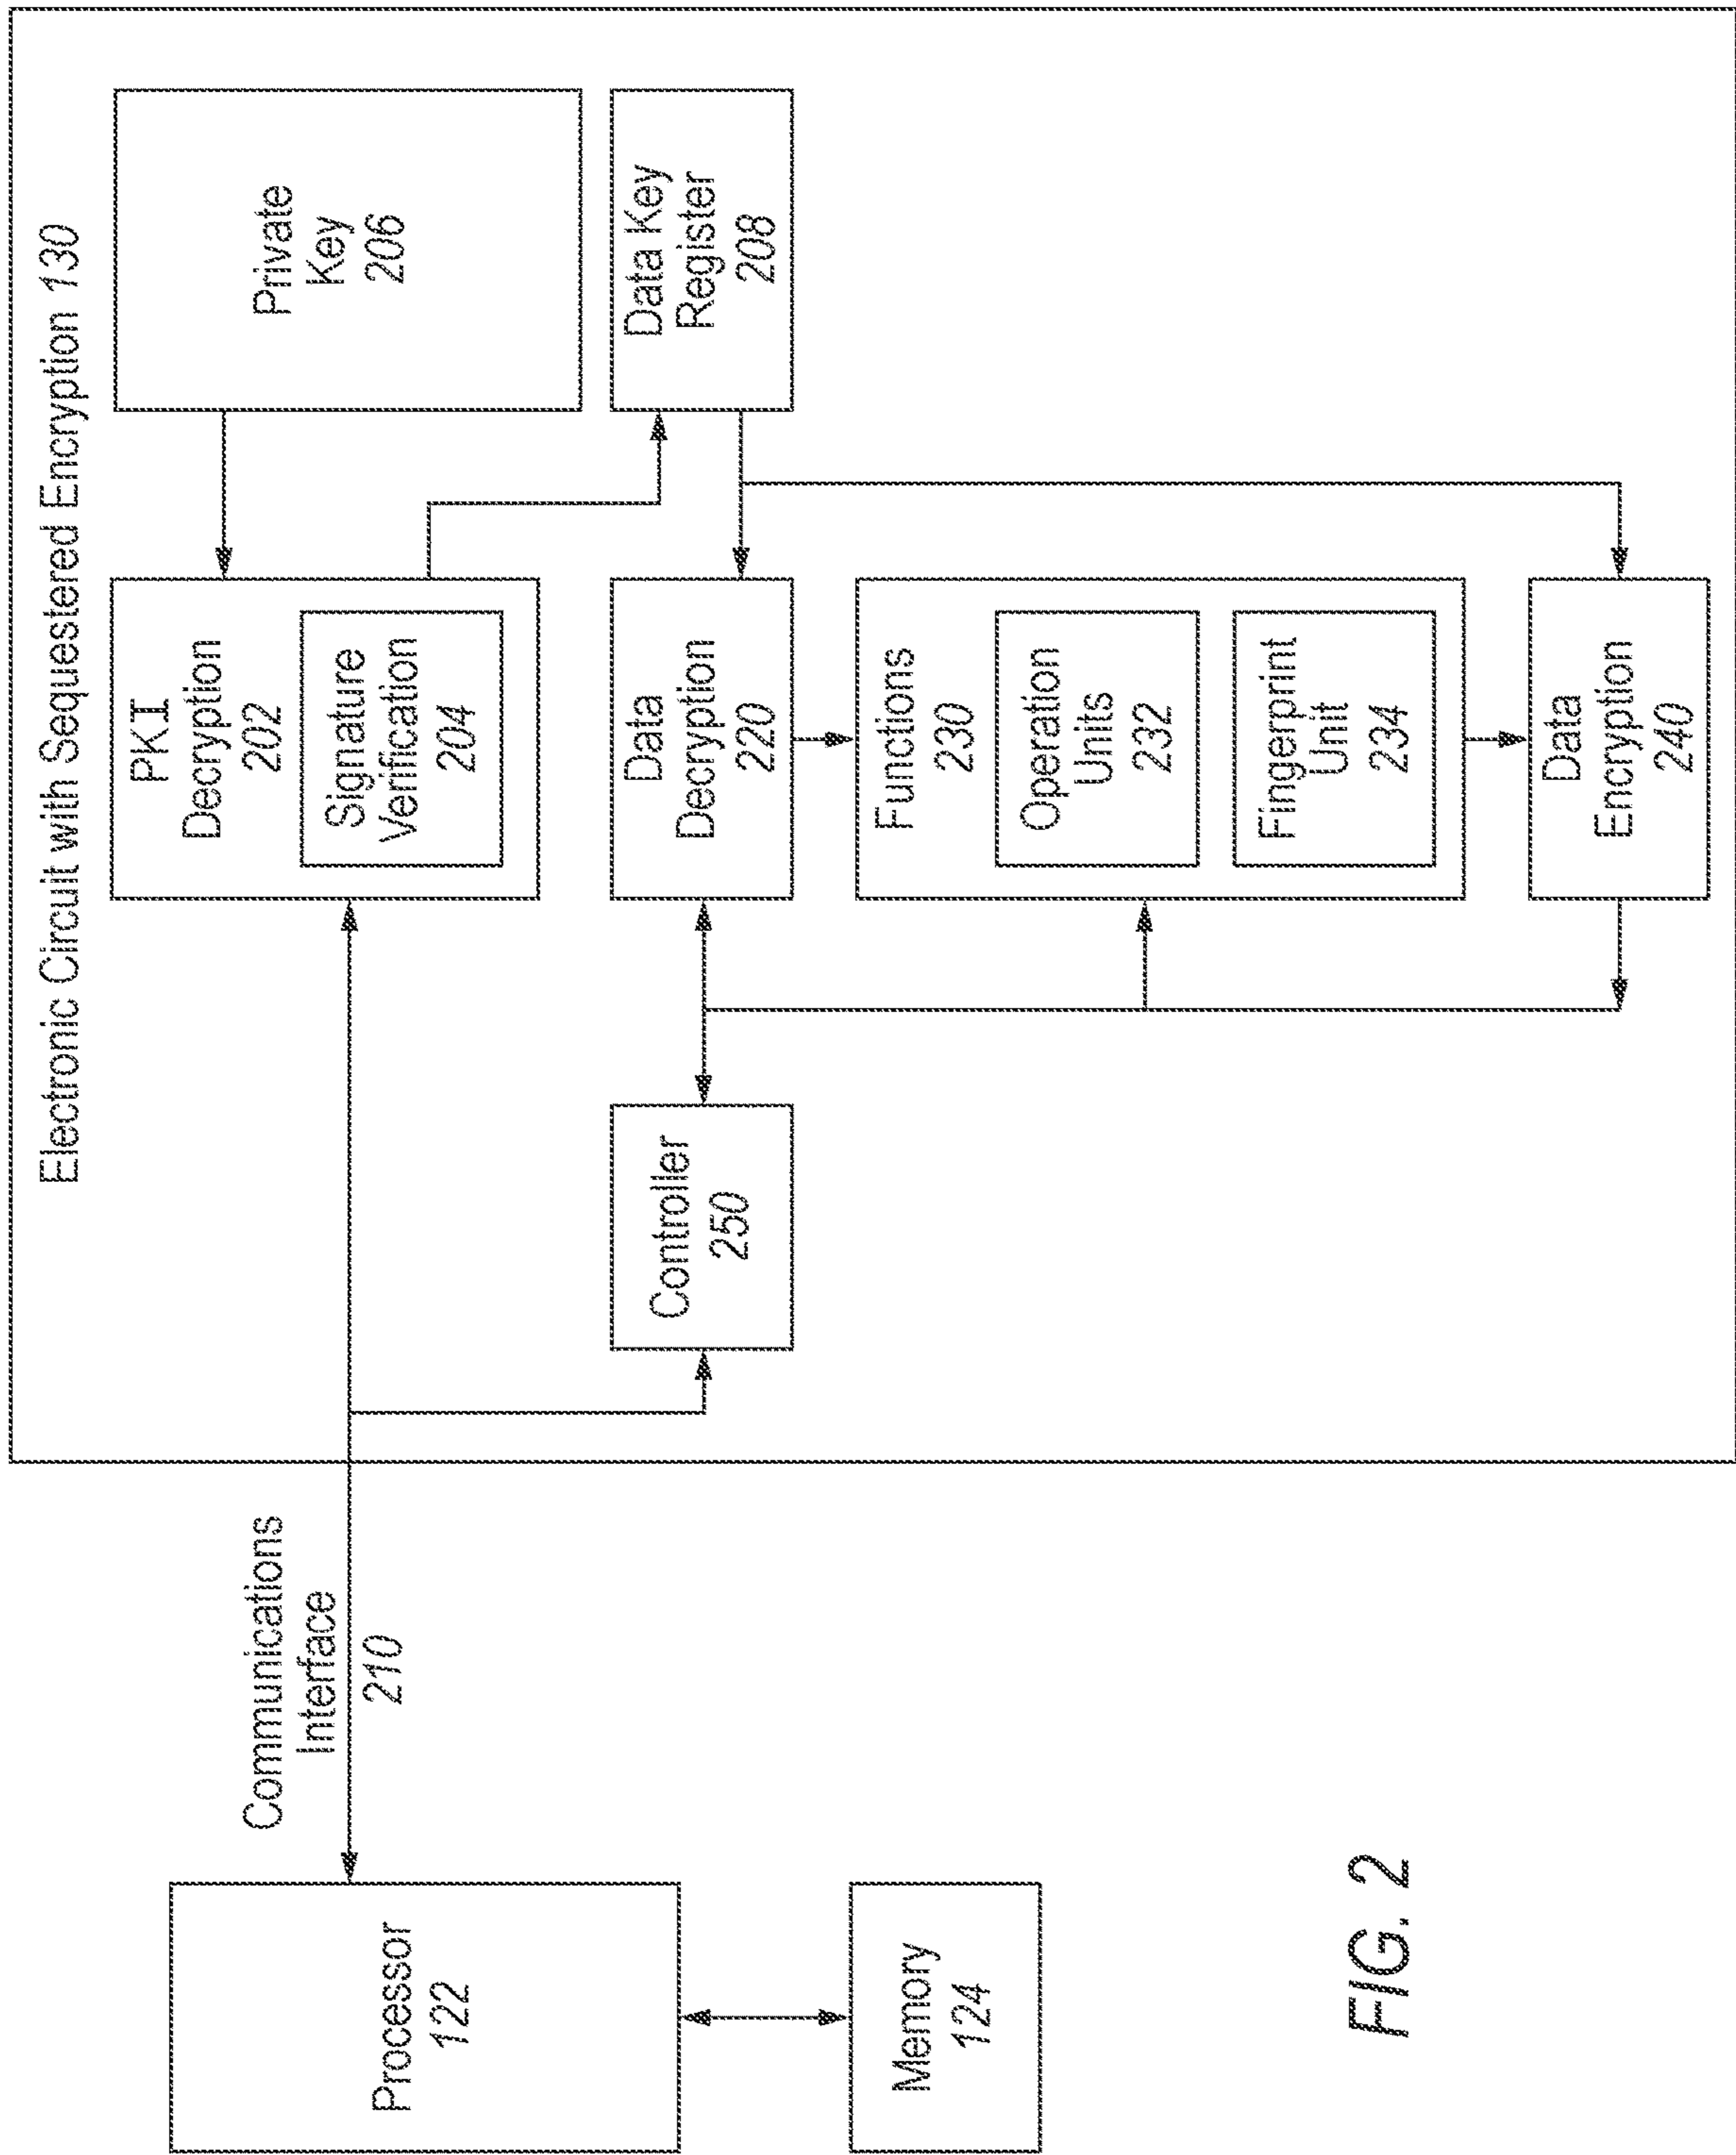 Electronic Circuit with Sequestered Encryption 130
Processor
122
Memory
124
Communications
Interface
210
Controller
250
PKI
Decryption
202
Signature
Verification
204
Private
Key
206
Data Key
Register
208
Data
Decryption
220
Functions
230
Operation
Units
232
Fingerprint
Unit
234
Data
Encryption
240
FIG. 2